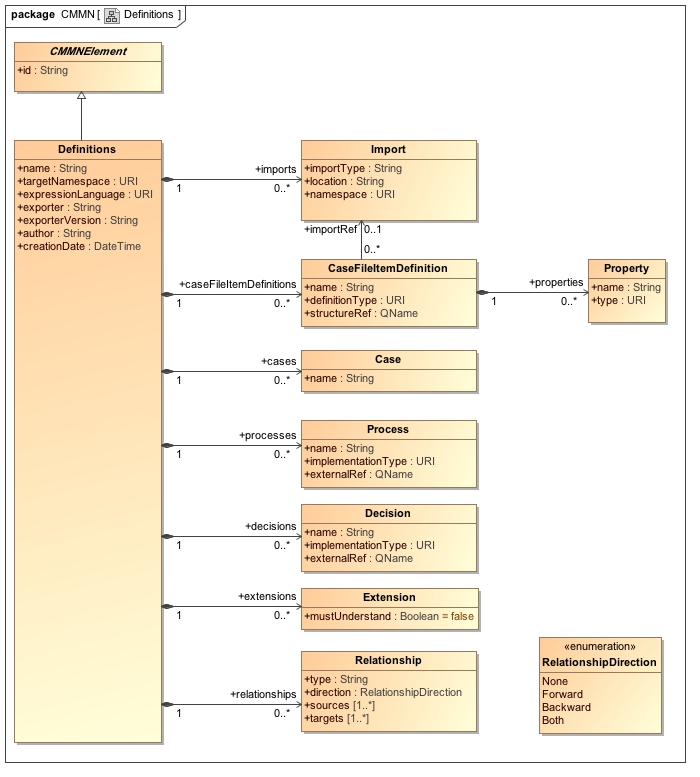 package CMMN [ Definitions ]
CMMNElement
+id : String
Definitions
+name : String
+targetNamespace : URI
+expressionLanguage : URI
+exporter : String
+exporterVersion : String
+author : String
+creationDate : DateTime
+imports
1 0..*
Import
+importType : String
+location : String
+namespace : URI
+importRef 0..1
0..*
+caseFileItemDefinitions
1 0..*
CaseFileItemDefinition
+name : String
+definitionType : URI
+structureRef : QName
+properties
1 0..*
Property
+name : String
+type : URI
+cases
1 0..*
Case
+name : String
+processes
1 0..*
Process
+name : String
+implementationType : URI
+externalRef : QName
+decisions
1 0..*
Decision
+name : String
+implementationType : URI
+externalRef : QName
+extensions
1 0..*
Extension
+mustUnderstand : Boolean = false
+relationships
1 0..*
Relationship
+type : String
+direction : RelationshipDirection
+sources [1..*]
+targets [1..*]
«enumeration»
RelationshipDirection
None
Forward
Backward
Both